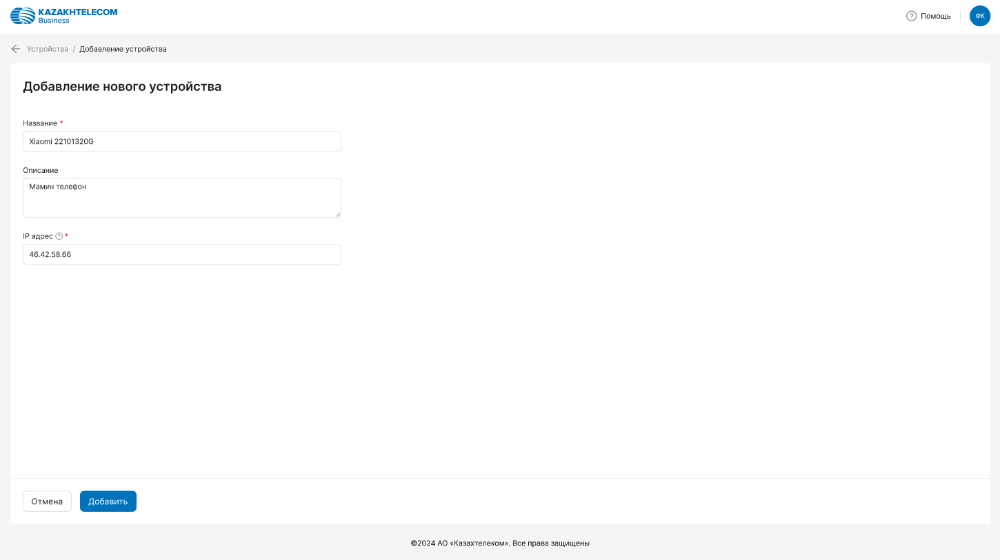 KAZAKHTELECOM
Business
Помощь
ФК
Устройства / Добавление устройства
Добавление нового устройства
Название *
Xiaomi 22101320G
Описание
Мамин телефон
IP адрес ? *
46.42.58.66
Отмена
Добавить
©2024 АО «Казахтелеком». Все права защищены